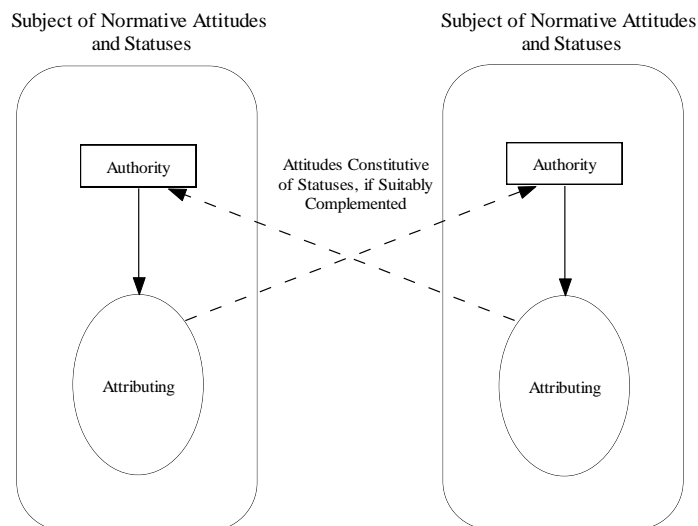 Subject of Normative Attitudes
and Statuses
Subject of Normative Attitudes
and Statuses
Authority
Attitudes Constitutive
of Statuses, if Suitably
Complemented
Authority
Attributing
Attributing